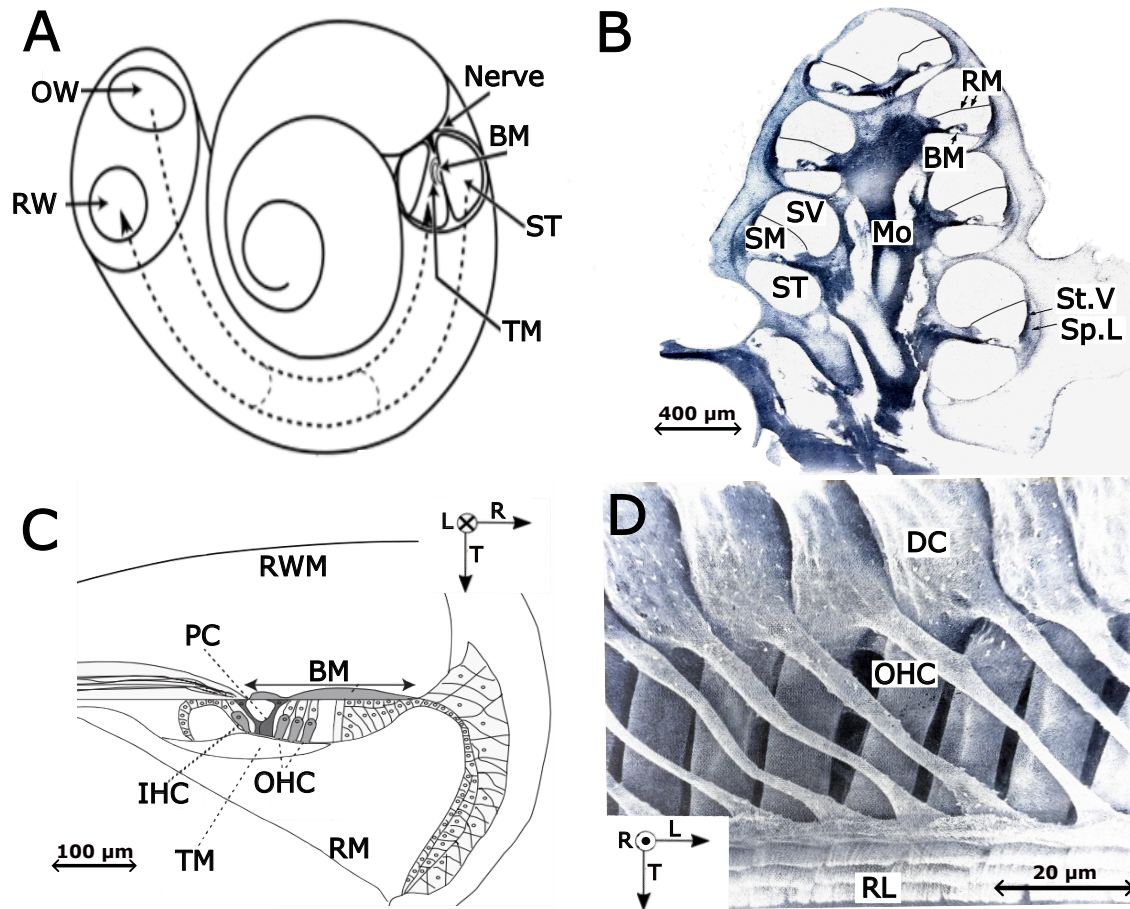 A
OW
RW
Nerve
BM
ST
TM
B
RM
BM
SV
SM
Mo
ST
St.V
Sp.L
400 µm
C
L
R
T
RWM
PC
BM
IHC
OHC
TM
RM
100 µm
D
DC
OHC
R
L
T
RL
20 µm